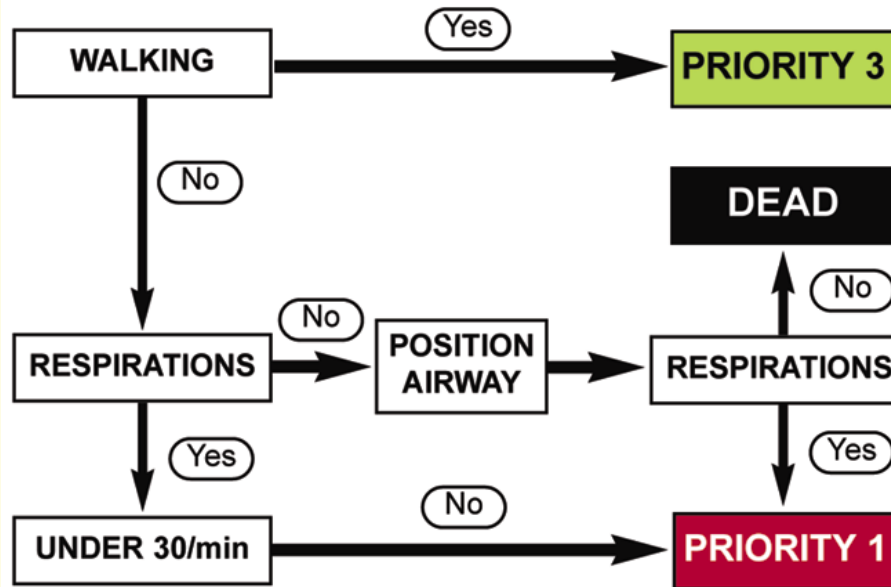 WALKING
Yes
PRIORITY 3
No
DEAD
No
No
RESPIRATIONS
POSITION
AIRWAY
RESPIRATIONS
Yes
Yes
No
UNDER 30/min
PRIORITY 1